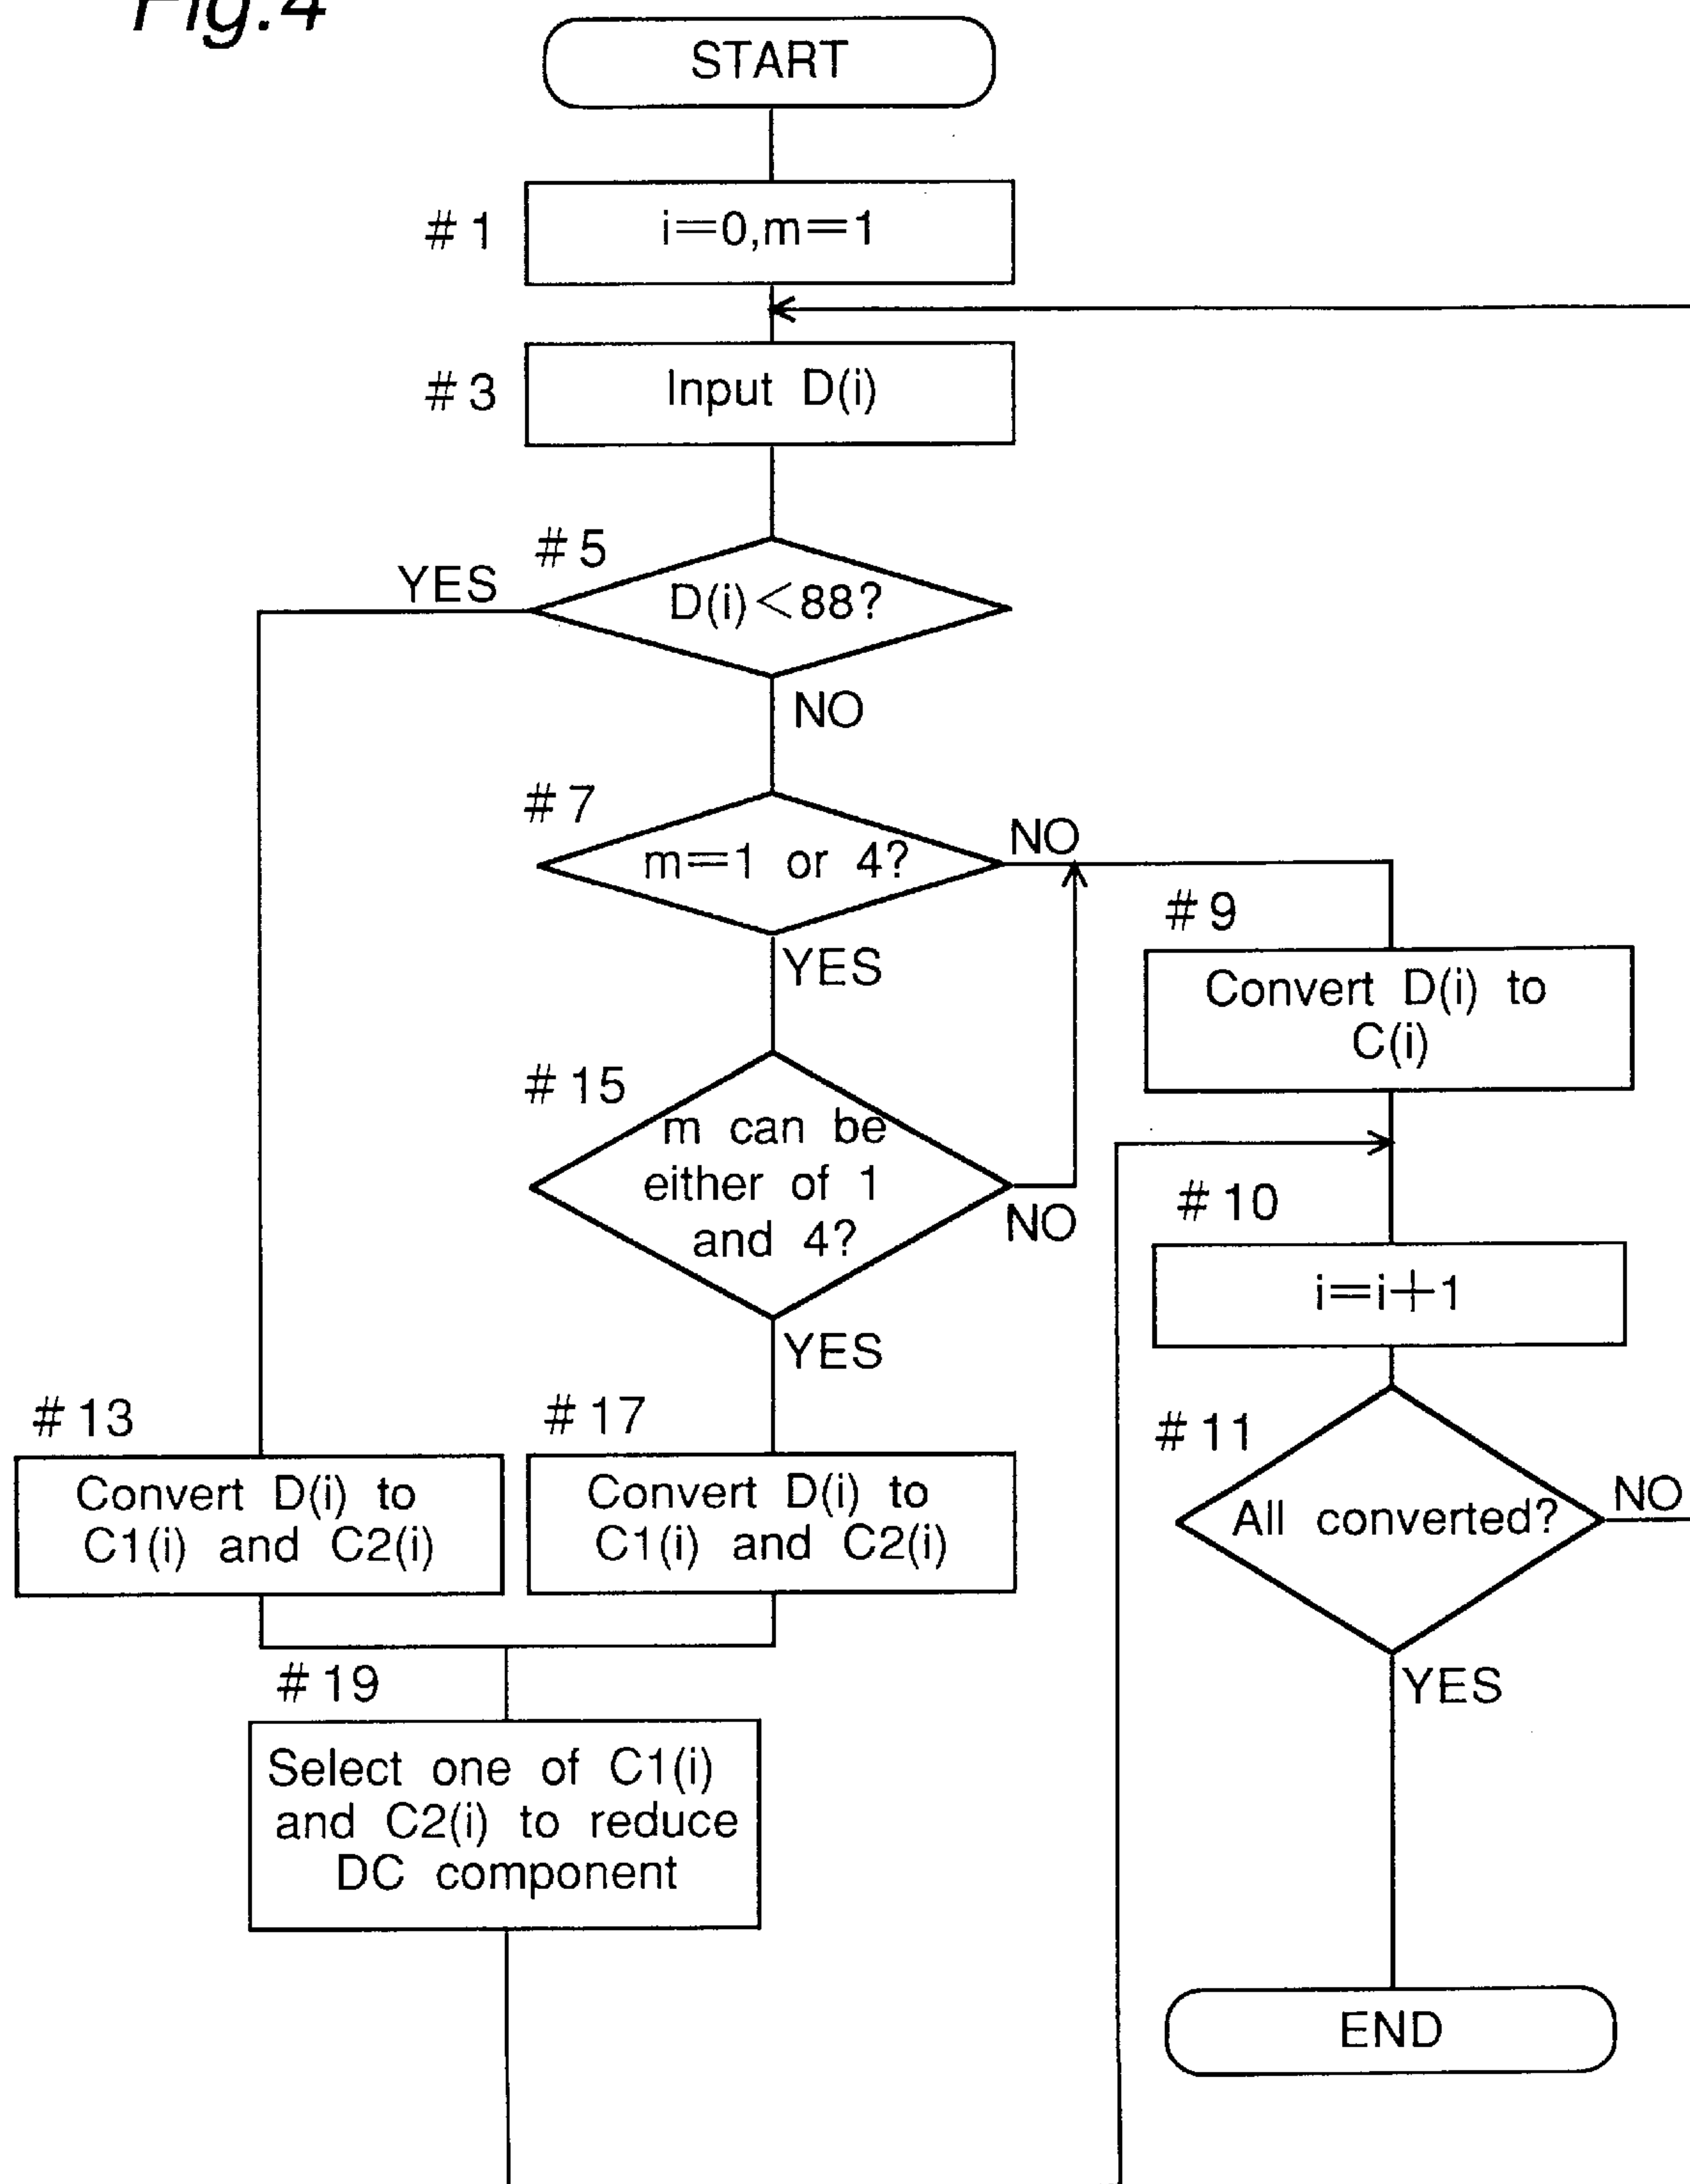 Fig.4
START
#1
i=0,m=1
#3
Input D(i)
#5
YES
D(i)<88?
NO
#7
m=1 or 4?
NO
YES
#9
Convert D(i) to
C(i)
#15
m can be
either of 1
and 4?
NO
YES
#10
i=i+1
#13
Convert D(i) to
C1(i) and C2(i)
#17
Convert D(i) to
C1(i) and C2(i)
#11
All converted?
NO
YES
#19
Select one of C1(i)
and C2(i) to reduce
DC component
END